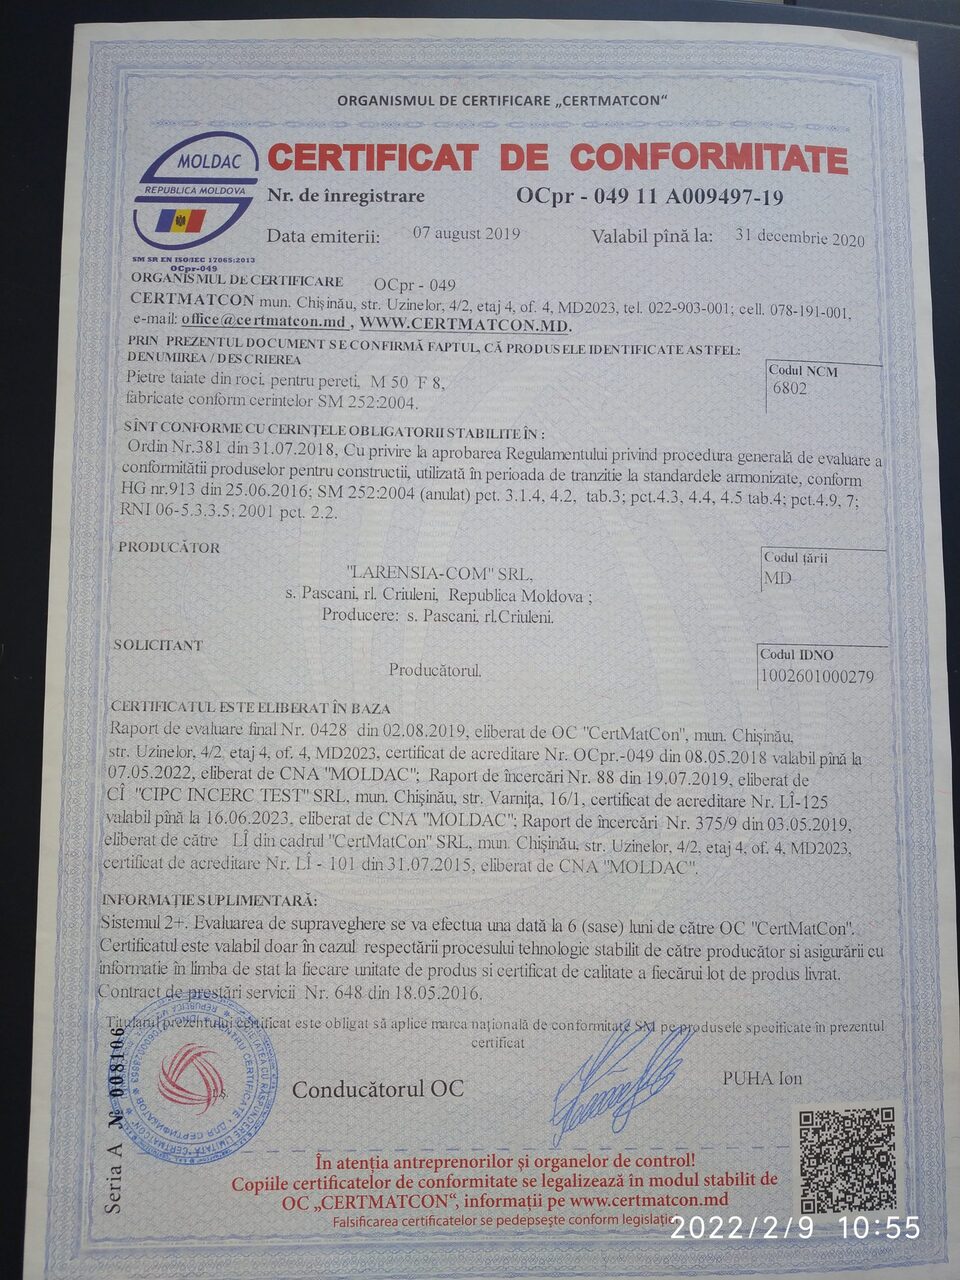 ORGANISMUL DE CERTIFICARE „CERTMATCON“
MOLDAC
REPUBLICA MOLDOVA
SM SR EN ISO/IEC 17065:2013
OCpr-049
CERTIFICAT DE CONFORMITATE
Nr. de înregistrare OCpr - 049 11 A009497-19
Data emiterii: 07 august 2019 Valabil pînă la: 31 decembrie 2020
ORGANISMUL DE CERTIFICARE OCpr - 049
CERTMATCON mun. Chişinău, str. Uzinelor, 4/2, etaj 4, of. 4, MD2023, tel. 022-903-001; cell. 078-191-001,
e-mail: office@certmatcon.md , WWW.CERTMATCON.MD.
PRIN PREZENTUL DOCUMENT SE CONFIRMĂ FAPTUL, CĂ PRODUSELE IDENTIFICATE ASTFEL:
DENUMIREA / DESCRIEREA
Codul NCM
6802
Pietre taiate din roci, pentru pereti, M 50 F 8,
fabricate conform cerintelor SM 252:2004.
SÎNT CONFORME CU CERINŢELE OBLIGATORII STABILITE ÎN :
Ordin Nr.381 din 31.07.2018, Cu privire la aprobarea Regulamentului privind procedura generală de evaluare a
conformităţii produselor pentru constructii, utilizată în perioada de tranzitie la standardele armonizate, conform
HG nr.913 din 25.06.2016; SM 252:2004 (anulat) pct. 3.1.4, 4.2, tab.3; pct.4.3, 4.4, 4.5 tab.4; pct.4.9, 7;
RNI 06-5.3.3.5; 2001 pct. 2.2.
PRODUCĂTOR
Codul ţării
MD
"LARENSIA-COM" SRL,
s. Pascani, rl. Criuleni, Republica Moldova ;
Producere: s. Pascani, rl.Criuleni.
SOLICITANT
Codul IDNO
1002601000279
Producătorul.
CERTIFICATUL ESTE ELIBERAT ÎN BAZA
Raport de evaluare final Nr. 0428 din 02.08.2019, eliberat de OC "CertMatCon", mun. Chişinău,
str. Uzinelor, 4/2, etaj 4, of. 4, MD2023, certificat de acreditare Nr. OCpr.-049 din 08.05.2018 valabil pînă la
07.05.2022, eliberat de CNA "MOLDAC"; Raport de încercări Nr. 88 din 19.07.2019, eliberat de
CÎ "CIPC INCERC TEST" SRL, mun. Chişinău, str. Varniţa, 16/1, certificat de acreditare Nr. LÎ-125
valabil pînă la 16.06.2023, eliberat de CNA "MOLDAC"; Raport de încercări Nr. 375/9 din 03.05.2019,
eliberat de către LÎ din cadrul "CertMatCon" SRL, mun. Chişinău, str. Uzinelor, 4/2, etaj 4, of. 4, MD2023,
certificat de acreditare Nr. LÎ - 101 din 31.07.2015, eliberat de CNA "MOLDAC".
INFORMAŢIE SUPLIMENTARĂ:
Sistemul 2+. Evaluarea de supraveghere se va efectua una dată la 6 (sase) luni de către OC "CertMatCon".
Certificatul este valabil doar în cazul respectării procesului tehnologic stabilit de către producător si asigurării cu
informatie în limba de stat la fiecare unitate de produs si certificat de calitate a fiecărui lot de produs livrat.
Contract de prestări servicii Nr. 648 din 18.05.2016.
Titularul prezentului certificat este obligat să aplice marca naţională de conformitate SM pe produsele specificate în prezentul
certificat
L.Ş.
Conducătorul OC
PUHA Ion
Seria A № 008106
În atenţia antreprenorilor şi organelor de control!
Copiile certificatelor de conformitate se legalizează în modul stabilit de
OC „CERTMATCON“, informaţii pe www.certmatcon.md
Falsificarea certificatelor se pedepseşte conform legislaţi
2022/2/9 10:55